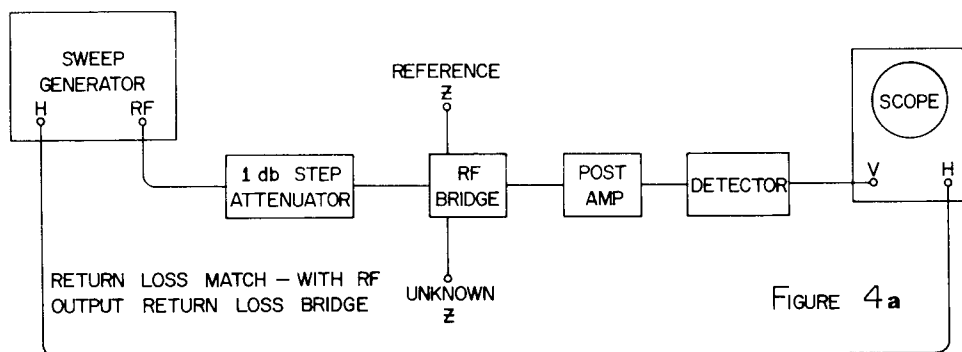 SWEEP
GENERATOR
H
RF
REFERENCE
Z
SCOPE
V
H
1 db STEP
ATTENUATOR
RF
BRIDGE
POST
AMP
DETECTOR
RETURN LOSS MATCH – WITH RF
OUTPUT RETURN LOSS BRIDGE
UNKNOWN
Z
FIGURE 4a